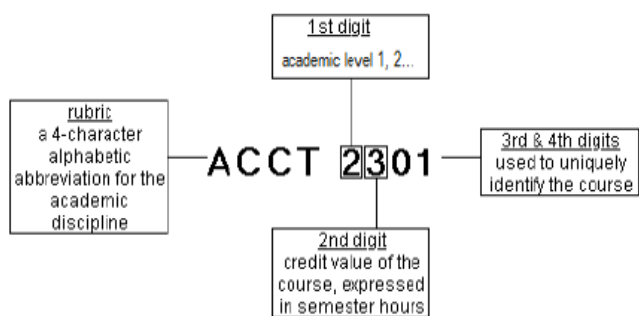 1st digit
academic level 1, 2...
rubric
a 4-character
alphabetic
abbreviation for the
academic
discipline
ACCT 2301
3rd & 4th digits
used to uniquely
identify the course
2nd digit
credit value of the
course, expressed
in semester hours